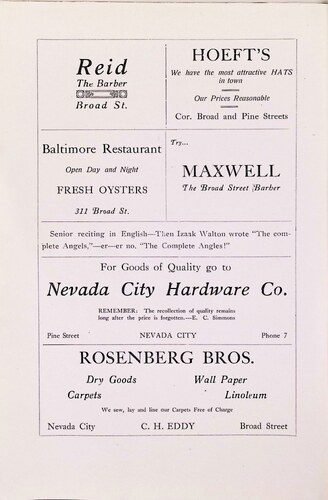 Reid
The Barber
Broad St.
HOEFT'S
We have the most attractive HATS
in town
Our Prices Reasonable
Cor. Broad and Pine Streets
Baltimore Restaurant
Open Day and Night
FRESH OYSTERS
311 Broad St.
Try...
MAXWELL
The Broad Street Barber
Senior reciting in English—Then Izaak Walton wrote "The com-
plete Angels,"—er—er no, "The Complete Angles!"
For Goods of Quality go to
Nevada City Hardware Co.
REMEMBER: The recollection of quality remains
long after the price is forgotten.—E. C. Simmons
Pine Street NEVADA CITY Phone 7
ROSENBERG BROS.
Dry Goods Wall Paper
Carpets Linoleum
We sew, lay and line our Carpets Free of Charge
Nevada City C. H. EDDY Broad Street